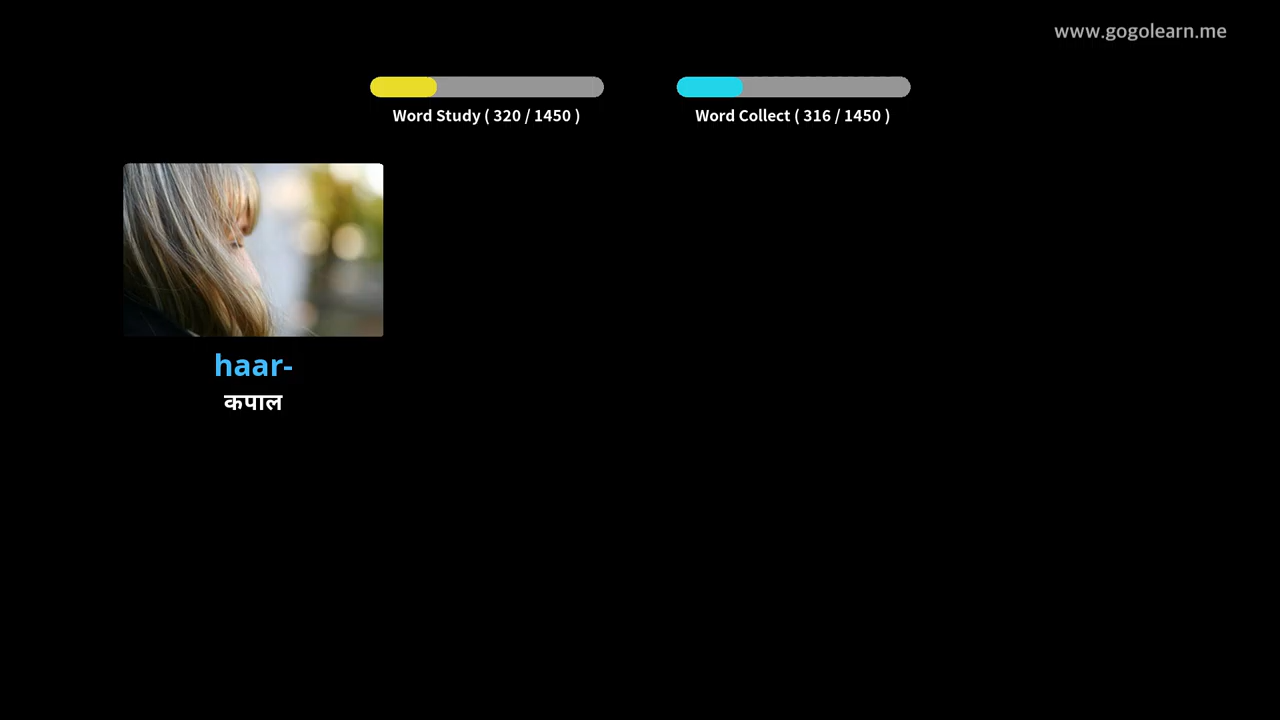 www.gogolearn.me
Word Study ( 320 / 1450 )
Word Collect ( 316 / 1450 )
haar-
कपाल